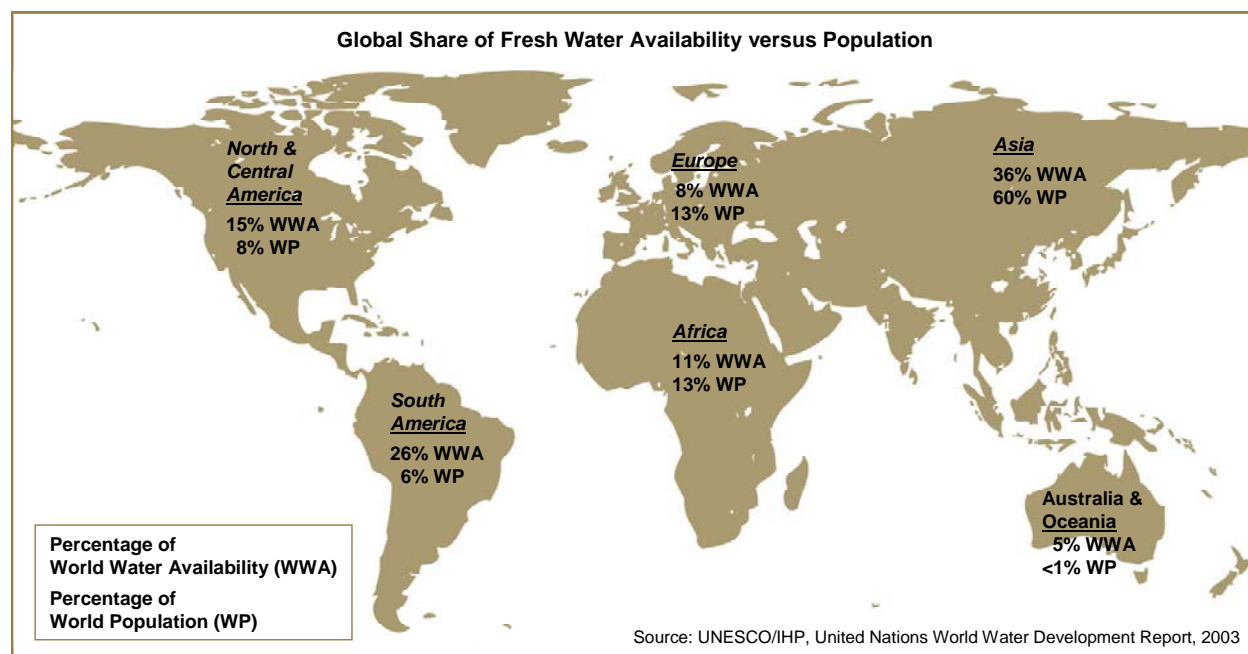 Global Share of Fresh Water Availability versus Population
North &
Central
America
15% WWA
8% WP
Europe
8% WWA
13% WP
Asia
36% WWA
60% WP
Africa
11% WWA
13% WP
South
America
26% WWA
6% WP
Australia &
Oceania
5% WWA
<1% WP
Percentage of
World Water Availability (WWA)
Percentage of
World Population (WP)
Source: UNESCO/IHP, United Nations World Water Development Report, 2003